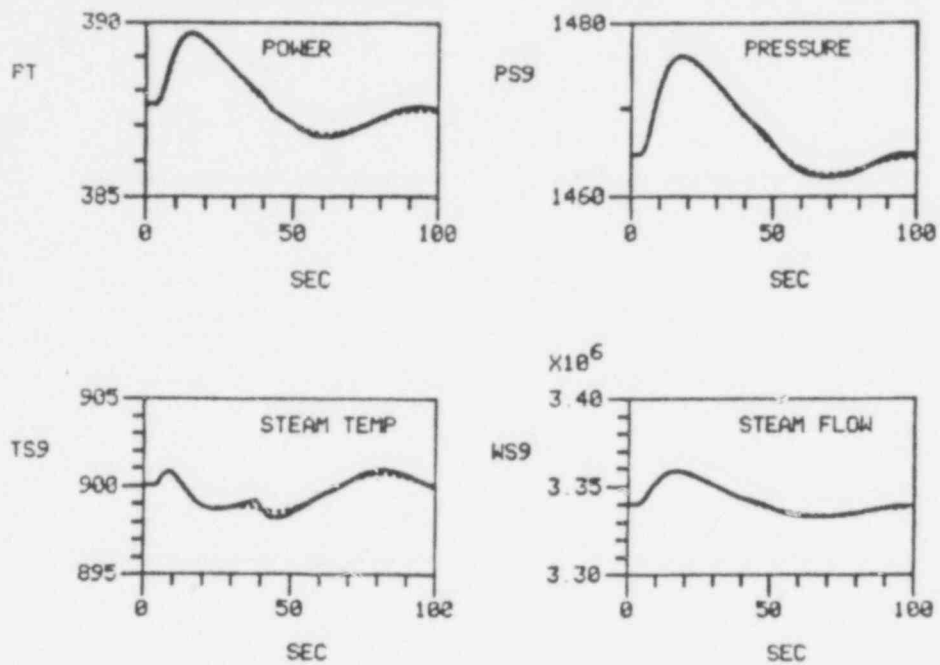 390
POWER
PT
385
0 50 100
SEC
1480
PRESSURE
PS9
1460
0 50 100
SEC
905
STEAM TEMP
TS9
900
895
0 50 100
SEC
X10⁶
3.40
STEAM FLOW
WS9
3.35
3.30
0 50 100
SEC